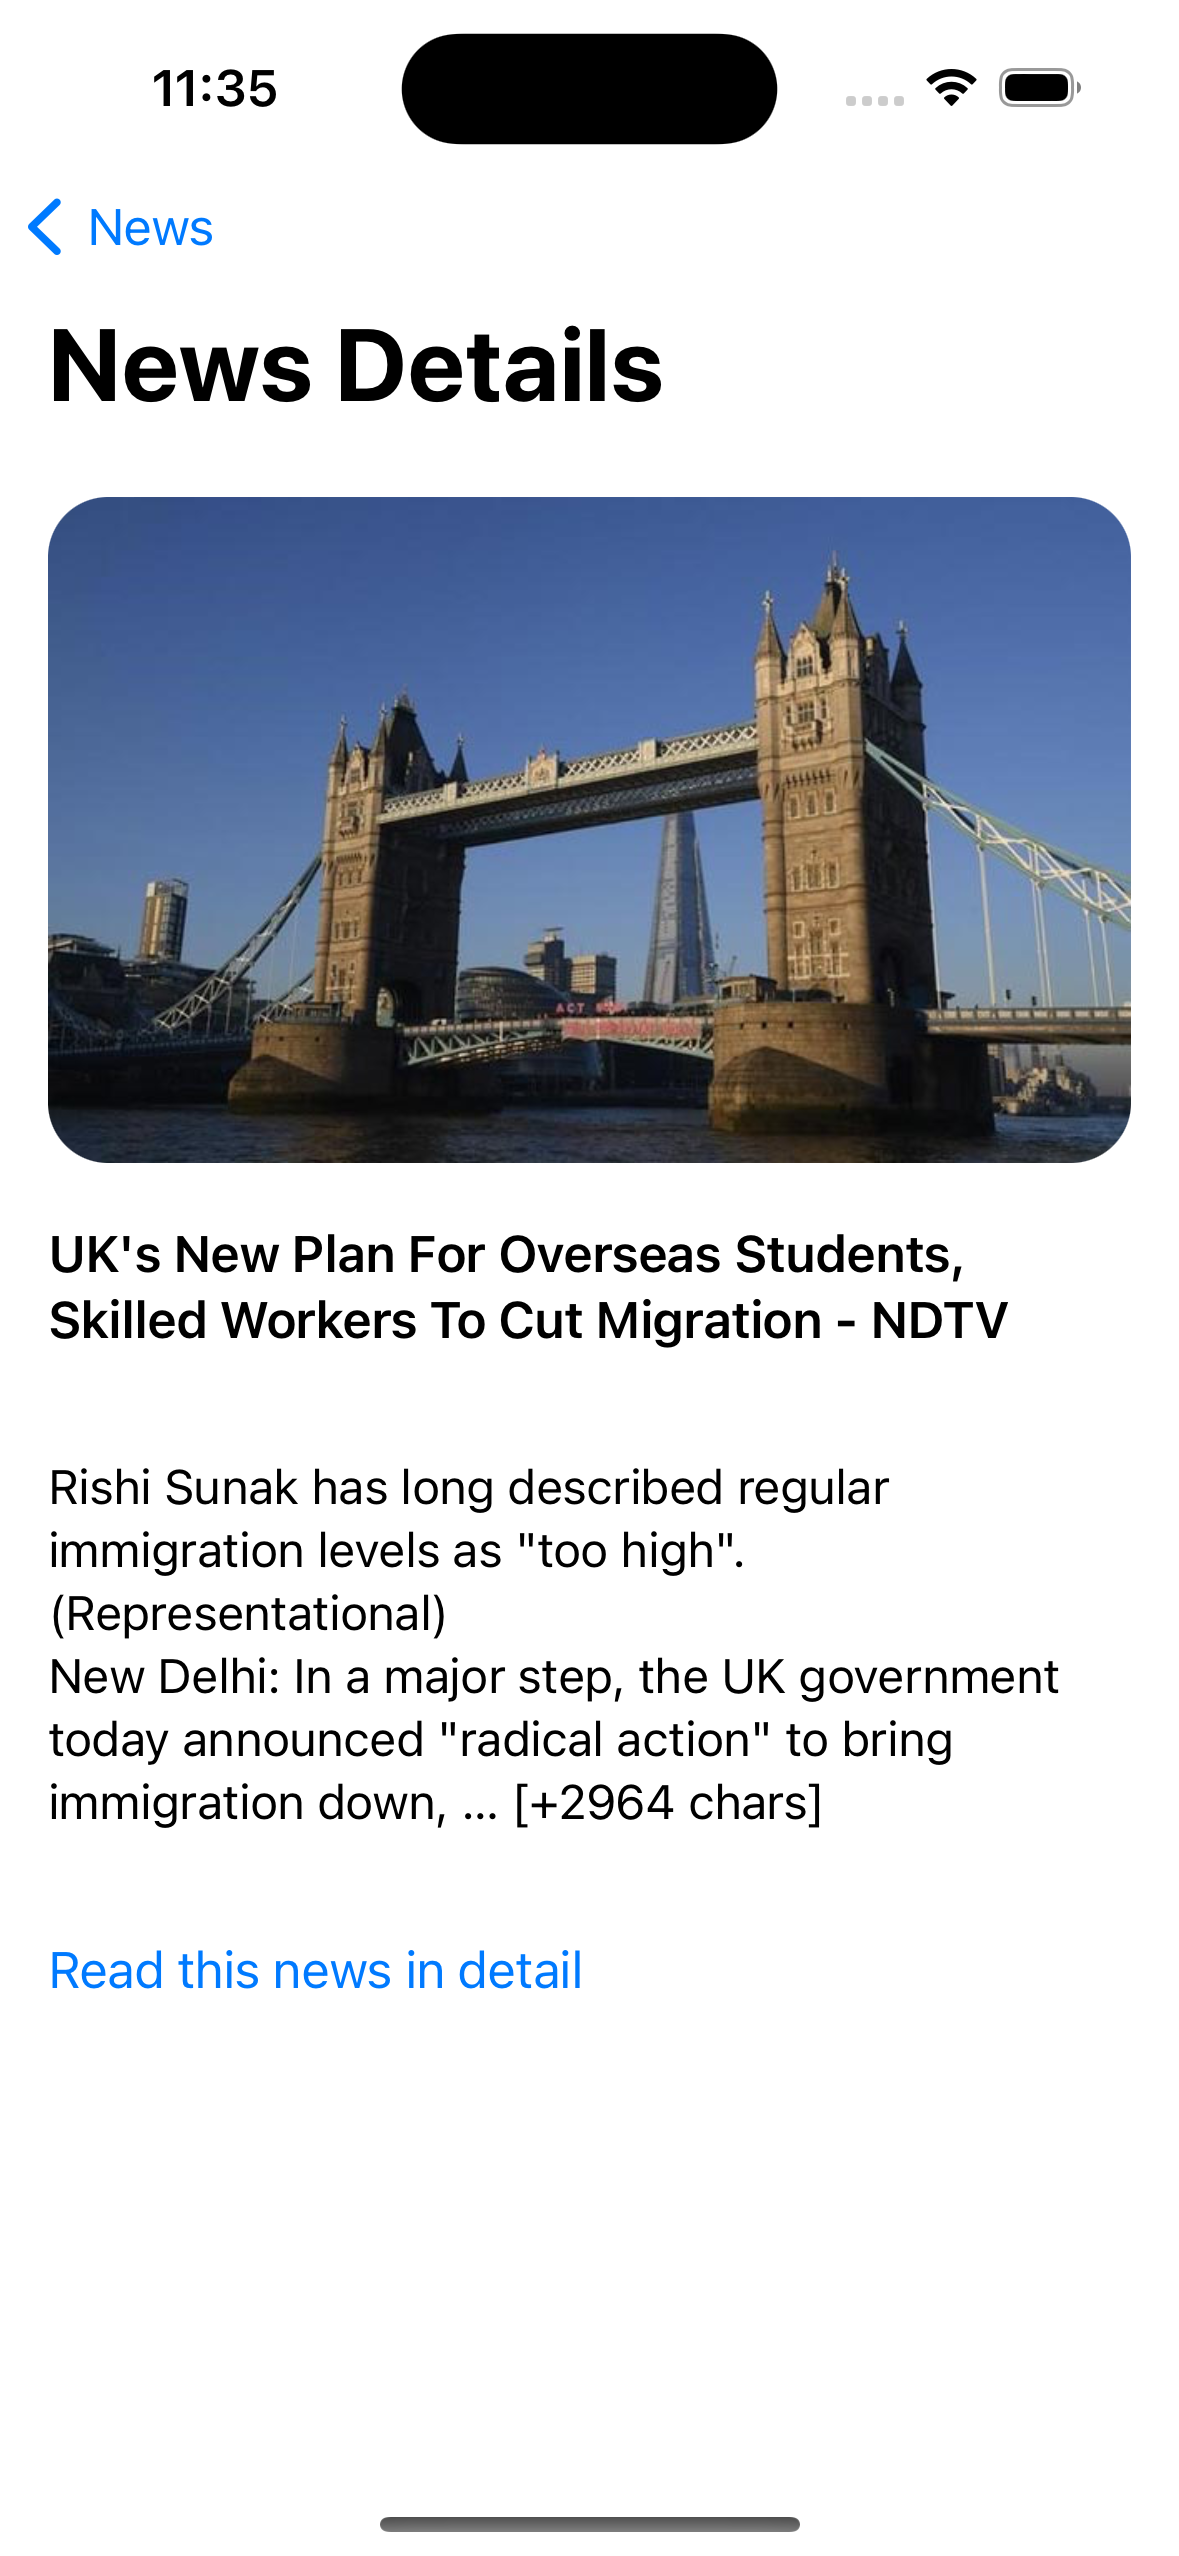 11:35
News
News Details
ACT
UK's New Plan For Overseas Students,
Skilled Workers To Cut Migration - NDTV
Rishi Sunak has long described regular
immigration levels as "too high".
(Representational)
New Delhi: In a major step, the UK government
today announced "radical action" to bring
immigration down, ... [+2964 chars]
Read this news in detail